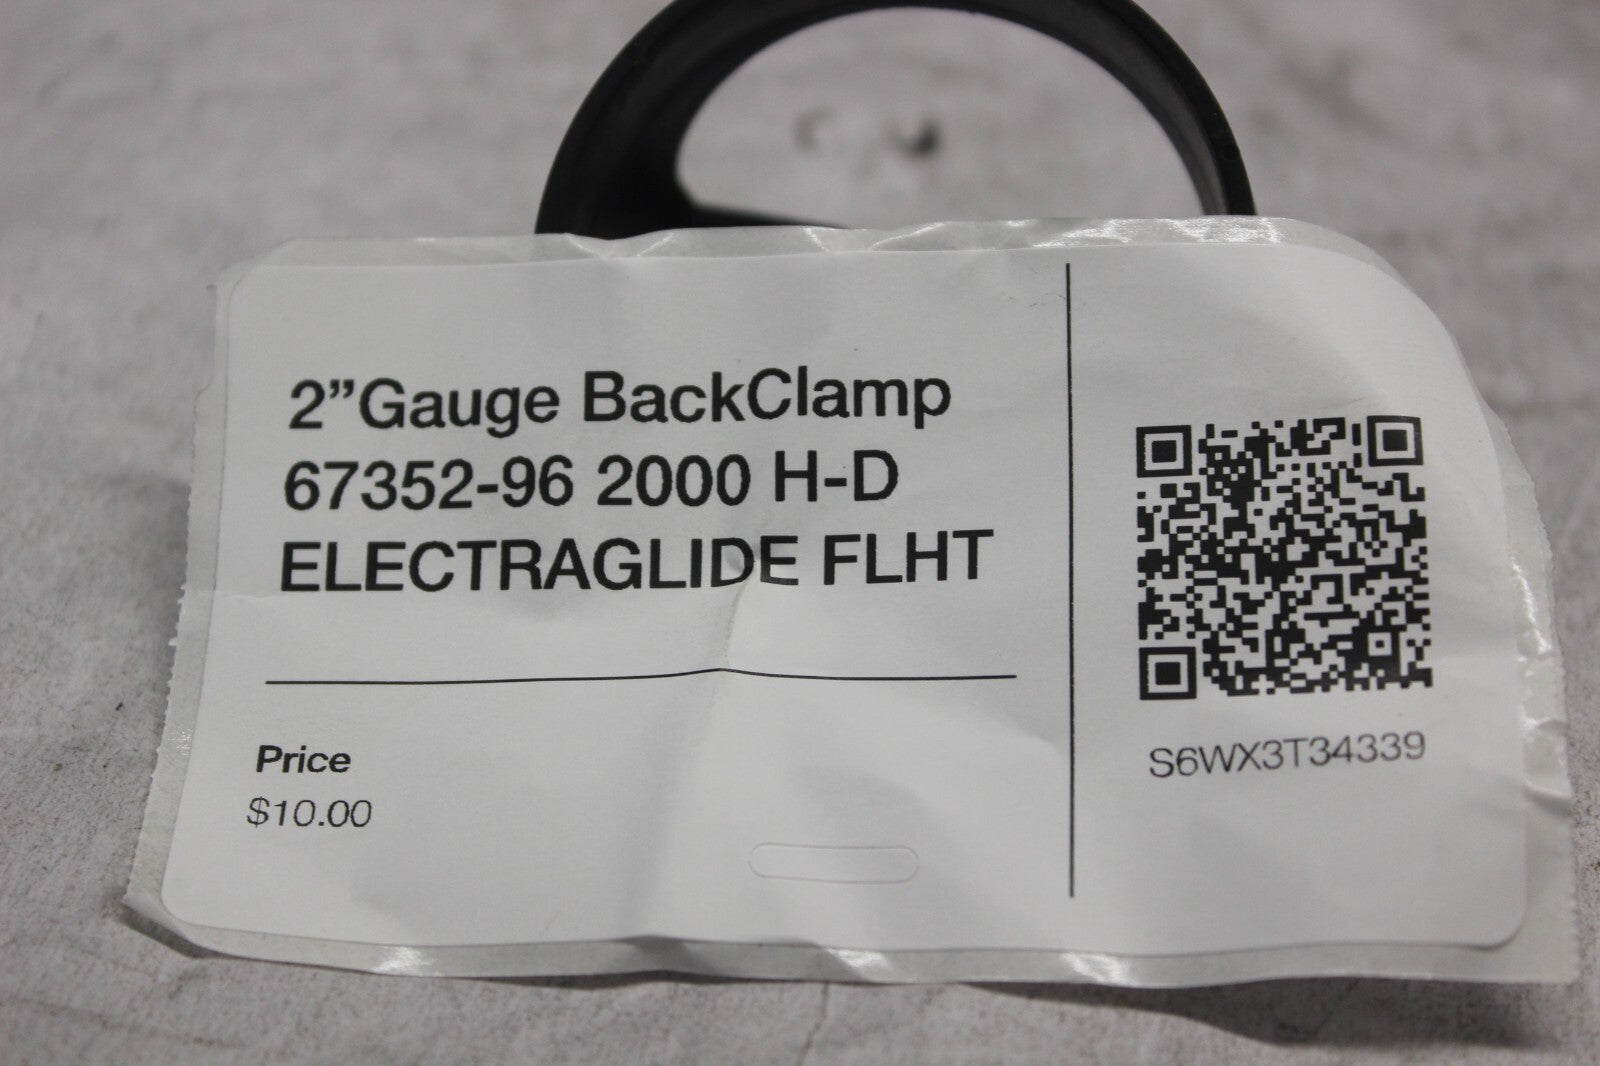 2”Gauge BackClamp
67352-96 2000 H-D
ELECTRAGLIDE FLHT
Price
$10.00
S6WX3T34339